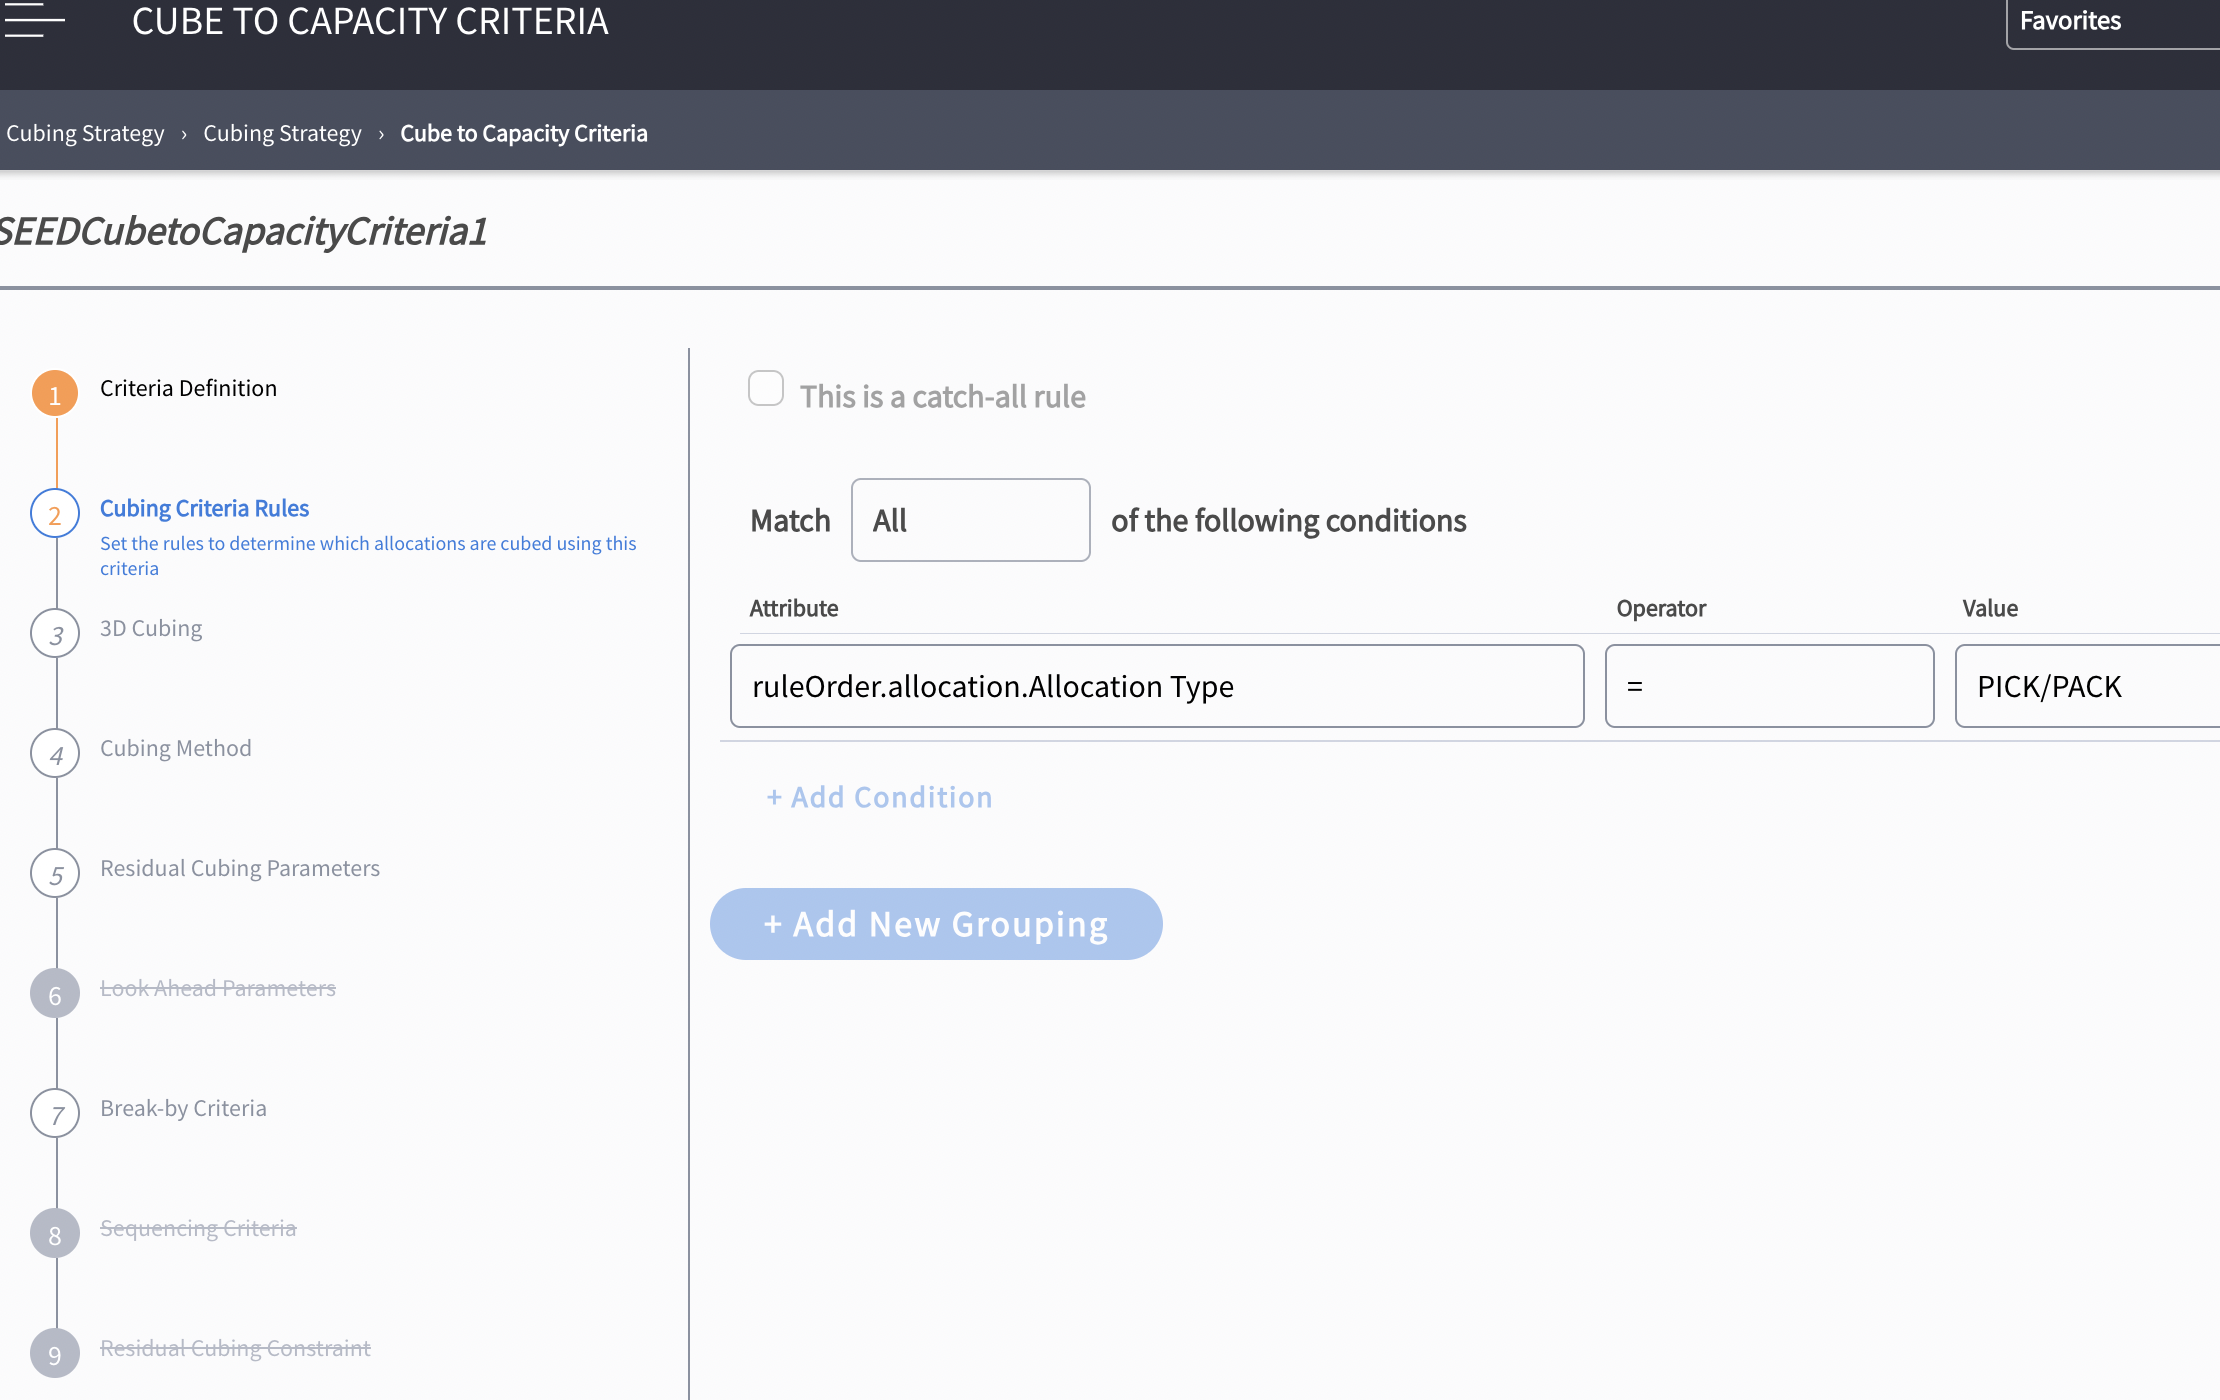 CUBE TO CAPACITY CRITERIA
Favorites
Cubing Strategy › Cubing Strategy › Cube to Capacity Criteria
SEEDCubetoCapacityCriteria1
1 Criteria Definition
2 Cubing Criteria Rules
Set the rules to determine which allocations are cubed using this
criteria
3 3D Cubing
4 Cubing Method
5 Residual Cubing Parameters
6 Look Ahead Parameters
7 Break-by Criteria
8 Sequencing Criteria
9 Residual Cubing Constraint
This is a catch-all rule
Match All of the following conditions
Attribute Operator Value
ruleOrder.allocation.Allocation Type = PICK/PACK
+ Add Condition
+ Add New Grouping